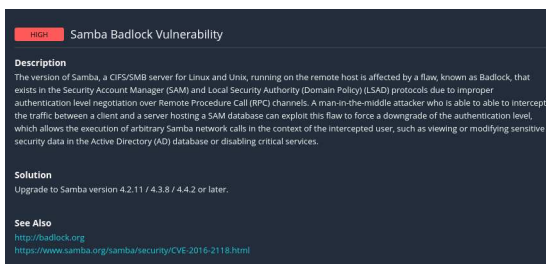 HIGH Samba Badlock Vulnerability
Description
The version of Samba, a CIFS/SMB server for Linux and Unix, running on the remote host is affected by a flaw, known as Badlock, that
exists in the Security Account Manager (SAM) and Local Security Authority (Domain Policy) (LSAD) protocols due to improper
authentication level negotiation over Remote Procedure Call (RPC) channels. A man-in-the-middle attacker who is able to able to intercept
the traffic between a client and a server hosting a SAM database can exploit this flaw to force a downgrade of the authentication level,
which allows the execution of arbitrary Samba network calls in the context of the intercepted user, such as viewing or modifying sensitive
security data in the Active Directory (AD) database or disabling critical services.
Solution
Upgrade to Samba version 4.2.11 / 4.3.8 / 4.4.2 or later.
See Also
http://badlock.org
https://www.samba.org/samba/security/CVE-2016-2118.html